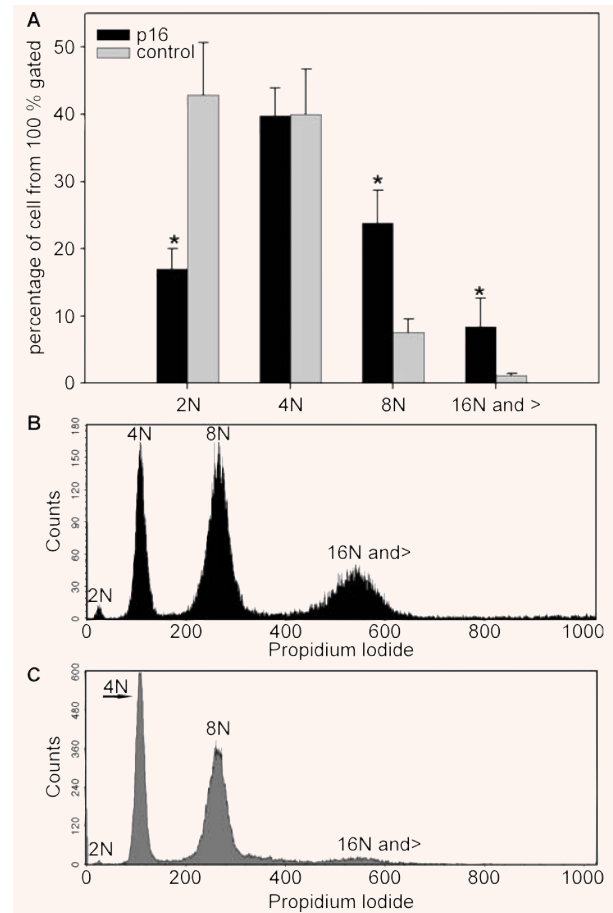 A
percentage of cell from 100 % gated
50
40
30
20
10
0
p16
control
*
*
*
2N 4N 8N 16N and >
B
Counts
180
150
120
90
60
30
0
2N
4N
8N
16N and>
0 200 400 600 800 1000
Propidium Iodide
C
Counts
600
480
360
240
120
0
4N
2N
8N
16N and>
0 200 400 600 800 1000
Propidium Iodide